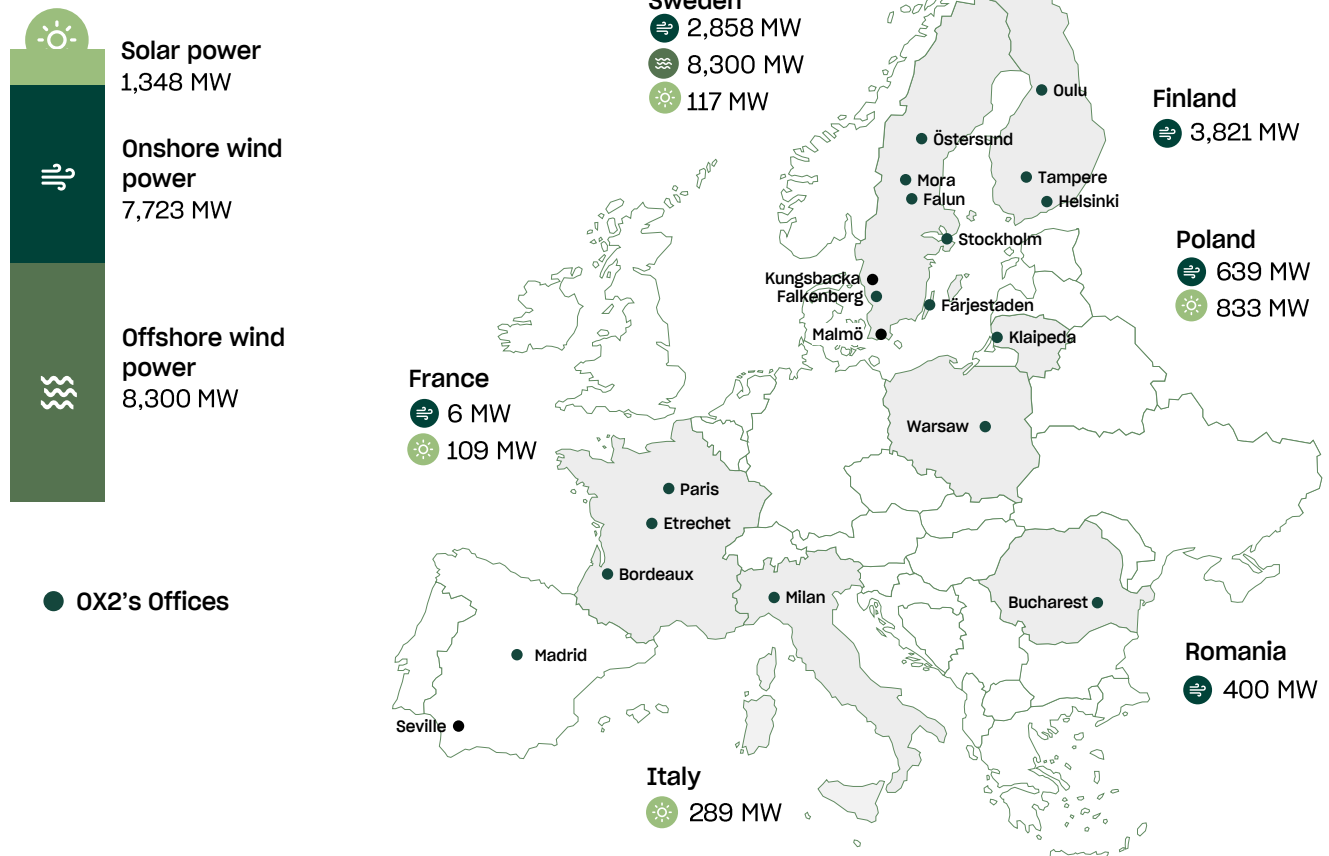 Solar power
1,348 MW
Onshore wind
power
7,723 MW
Offshore wind
power
8,300 MW
OX2's Offices
Sweden
2,858 MW
8,300 MW
117 MW
Finland
3,821 MW
Poland
639 MW
833 MW
France
6 MW
109 MW
Romania
400 MW
Italy
289 MW
Oulu
Östersund
Mora
Falun
Tampere
Helsinki
Stockholm
Kungsbacka
Falkenberg
Färjestaden
Malmö
Klaipeda
Warsaw
Paris
Etrechet
Bordeaux
Milan
Bucharest
Madrid
Seville